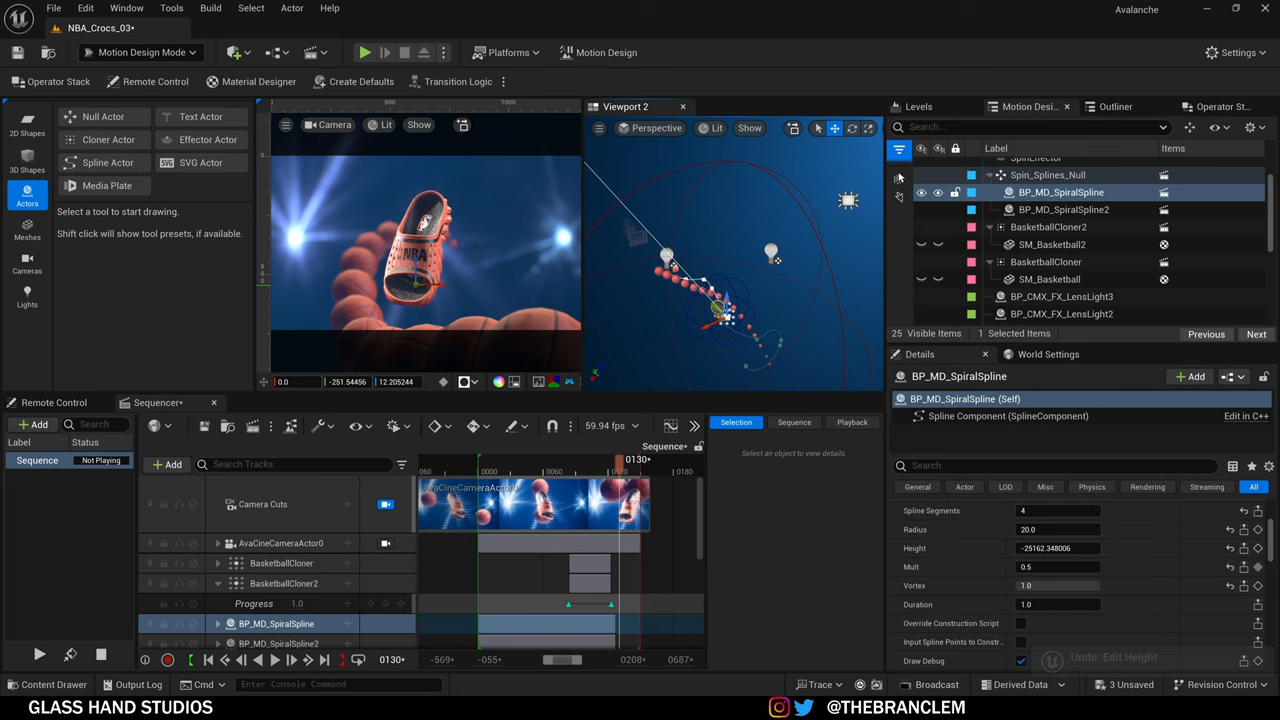 File Edit Window Tools Build Select Actor Help
Avalanche
NBA_Crocs_03*
Motion Design Mode
Platforms
Motion Design
Settings
Operator Stack
Remote Control
Material Designer
Create Defaults
Transition Logic
2D Shapes
3D Shapes
Actors
Meshes
Cameras
Lights
Null Actor
Text Actor
Cloner Actor
Effector Actor
Spline Actor
SVG
SVG Actor
Media Plate
Select a tool to start drawing.
Shift click will show tool presets, if available.
500
1000
Camera
Lit
Show
NBA
0.0
-251.54456
12.205244
Viewport 2
Perspective
Lit
Show
Levels
Motion Desi...
Outliner
Operator St...
Search...
Label
Items
SpinEffector
Spin_Splines_Null
BP_MD_SpiralSpline
BP_MD_SpiralSpline2
BasketballCloner2
SM_Basketball2
BasketballCloner
SM_Basketball
BP_CMX_FX_LensLight3
BP_CMX_FX_LensLight2
25 Visible Items
1 Selected Items
Previous
Next
Details
World Settings
BP_MD_SpiralSpline
Add
BP_MD_SpiralSpline (Self)
Spline Component (SplineComponent)
Edit in C++
Search
General
Actor
LOD
Misc
Physics
Rendering
Streaming
All
Spline Segments 4
Radius 20.0
Height -25162.348006
Mult 0.5
Vortex 1.0
Duration 1.0
Override Construction Script
Input Spline Points to Constr...
Draw Debug
Undo: Edit Height
Remote Control
Sequencer*
Add
Search
Label
Status
Sequence
Not Playing
59.94 fps
Sequence*
Selection
Sequence
Playback
Select an object to view details.
Add
Search Tracks
060
0000
0060
0120
0130*
0180
Camera Cuts
AvaCineCameraActor0
AvaCineCameraActor0
BasketballCloner
BasketballCloner2
Progress 1.0
BP_MD_SpiralSpline
BP_MD_SpiralSpline2
0130*
-569*
-055*
0208*
0687*
Content Drawer
Output Log
Cmd
Enter Console Command
Trace
Broadcast
Derived Data
3 Unsaved
Revision Control
GLASS HAND STUDIOS
@THEBRANCLEM